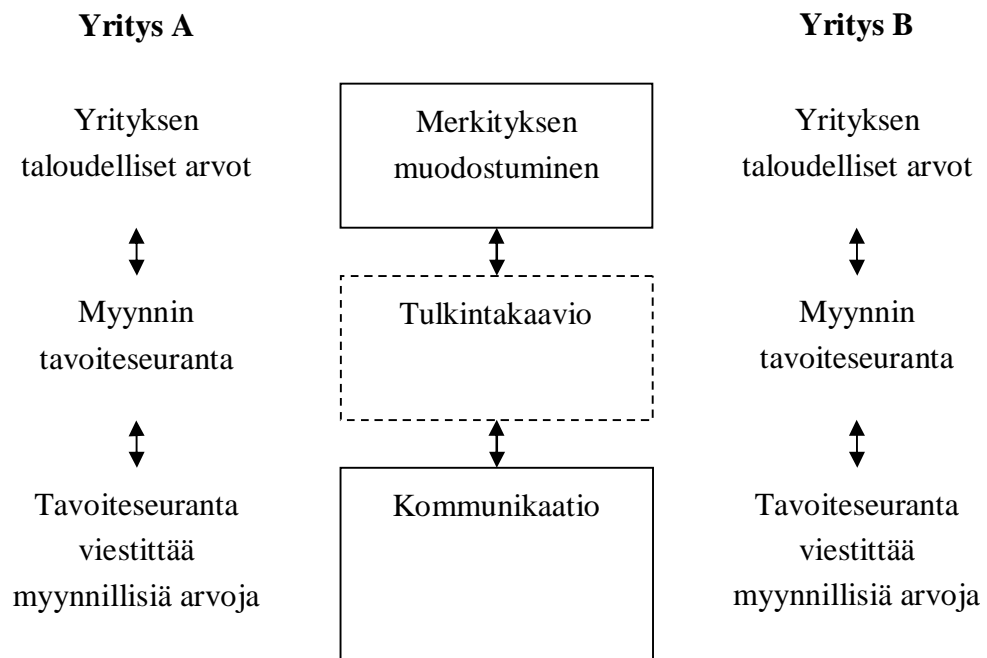 Yritys A
Yritys B
Yrityksen
taloudelliset arvot
Merkityksen
muodostuminen
Yrityksen
taloudelliset arvot
Myynnin
tavoiteseuranta
Tulkintakaavio
Myynnin
tavoiteseuranta
Tavoiteseuranta
viestittää
myynnillisiä arvoja
Kommunikaatio
Tavoiteseuranta
viestittää
myynnillisiä arvoja